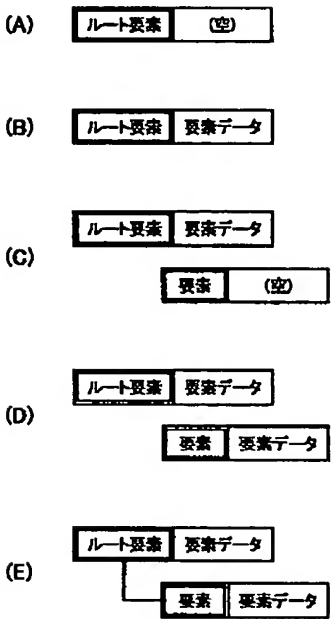 (A) ルート要素 (空)
(B) ルート要素 要素データ
ルート要素 要素データ
(C)
要素 (空)
ルート要素 要素データ
(D)
要素 要素データ
ルート要素 要素データ
(E)
要素 要素データ